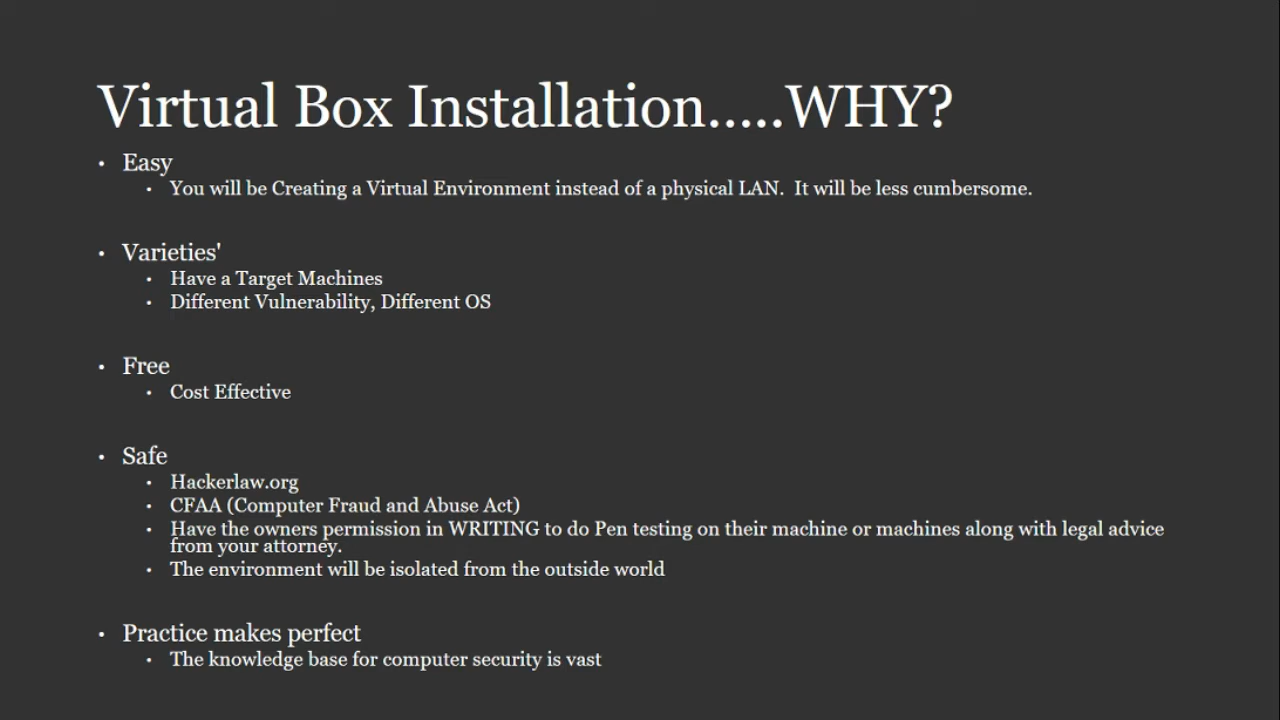 Virtual Box Installation.....WHY?
• Easy
• You will be Creating a Virtual Environment instead of a physical LAN.  It will be less cumbersome.
• Varieties'
• Have a Target Machines
• Different Vulnerability, Different OS
• Free
• Cost Effective
• Safe
• Hackerlaw.org
• CFAA (Computer Fraud and Abuse Act)
• Have the owners permission in WRITING to do Pen testing on their machine or machines along with legal advice
from your attorney.
• The environment will be isolated from the outside world
• Practice makes perfect
• The knowledge base for computer security is vast